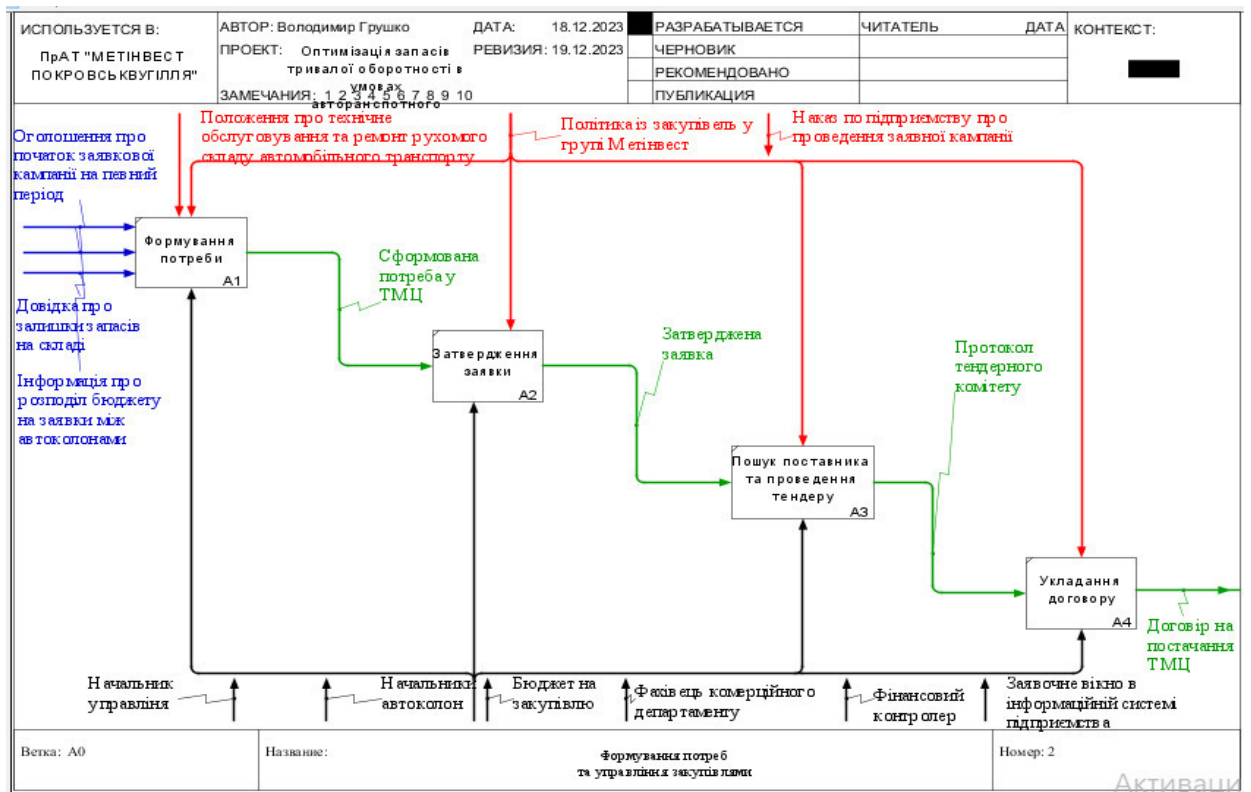 ИСПОЛЬЗУЕТСЯ В:
ПрАТ "МЕТІНВЕСТ
ПОКРОВСЬКВУГІЛЛЯ"
АВТОР: Володимир Грушко
ДАТА: 18.12.2023
ПРОЕКТ: Оптимізація запасів
тривалої оборотності в
умовах
авторанспотного
РЕВИЗИЯ: 19.12.2023
ЗАМЕЧАНИЯ: 1 2 3 4 5 6 7 8 9 10
РАЗРАБАТЫВАЕТСЯ
ЧЕРНОВИК
РЕКОМЕНДОВАНО
ПУБЛИКАЦИЯ
ЧИТАТЕЛЬ
ДАТА
КОНТЕКСТ:
Оголошення про
початок заявкової
кампанії на певний
період
Положення про технічне
обслуговування та ремонт рухомого
складу автомобільного транспорту
Політика із закупівель у
групі Метінвест
Наказ по підприємству про
проведення заявної кампанії
Формування
потреби
A1
Сформована
потреба у
ТМЦ
Довідка про
залишки запасів
на складі
Інформація про
розподіл бюджету
на заявки між
автоколонами
Затвердження
заявки
A2
Затверджена
заявка
Протокол
тендерного
комітету
Пошук поставника
та проведення
тендеру
A3
Укладання
договору
A4
Договір на
постачання
ТМЦ
Начальник
управліня
Начальники
автоколон
Бюджет на
закупівлю
Фахівець комерційного
департаменту
Фінансовий
контролер
Заявочне вікно в
інформаційній системі
підприємства
Ветка: A0
Название:
Формування потреб
та управління закупівлями
Номер: 2
Активаци